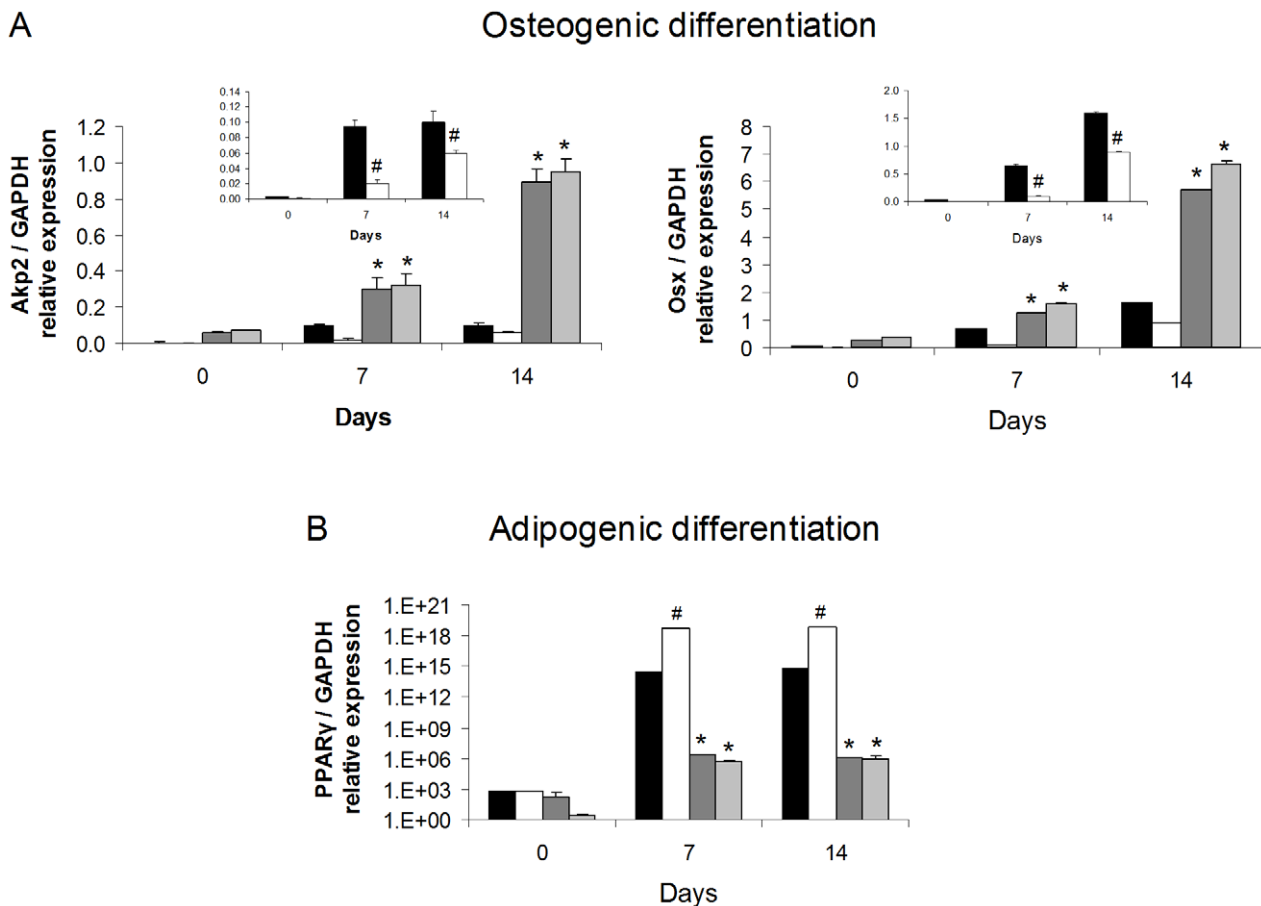 A
Osteogenic differentiation
Akp2 / GAPDH
relative expression
1.2
1.0
0.8
0.6
0.4
0.2
0.0
0.14
0.12
0.10
0.08
0.06
0.04
0.02
0.00
# #
0 7 14
Days
* * * *
0 7 14
Days
Osx / GAPDH
relative expression
8
7
6
5
4
3
2
1
0
2.0
1.5
1.0
0.5
0.0
# #
0 7 14
Days
* * * *
0 7 14
Days
B
Adipogenic differentiation
PPARγ / GAPDH
relative expression
1.E+21
1.E+18
1.E+15
1.E+12
1.E+09
1.E+06
1.E+03
1.E+00
# #
* * * *
0 7 14
Days